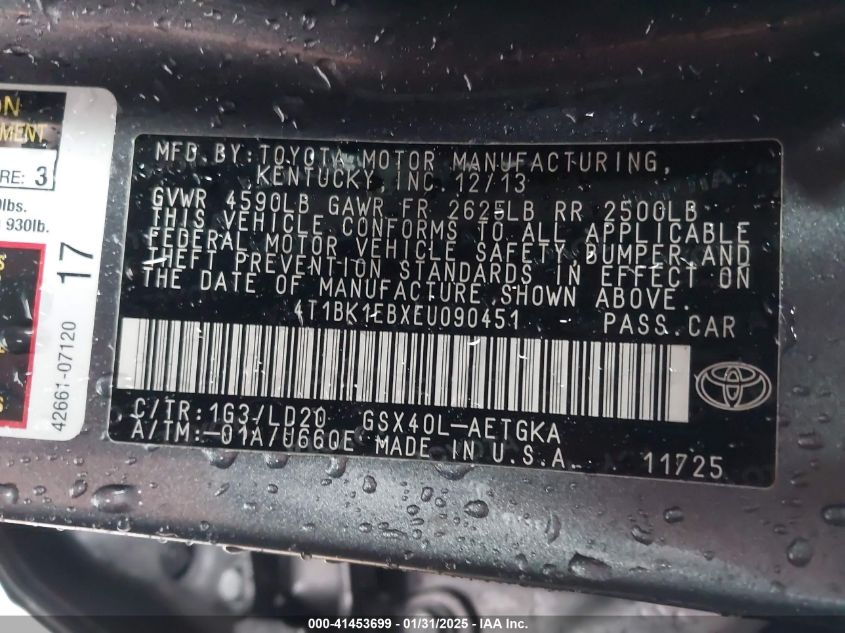 ON
EMENT
RE: 3
lbs.
930lb.
17
42661-07120
MFD.BY:TOYOTA MOTOR MANUFACTURING,
KENTUCKY, INC 12/13
GVWR 4590LB GAWR FR 2625LB RR 2500LB
THIS VEHICLE CONFORMS TO ALL APPLICABLE
FEDERAL MOTOR VEHICLE SAFETY,BUMPER,AND
THEFT PREVENTION STANDARDS IN EFFECT ON
THE DATE OF MANUFACTURE SHOWN ABOVE.
4T1BK1EBXEU090451 PASS.CAR
C/TR:1G3/LD20 GSX40L-AETGKA
A/TM:-01A/U660E MADE IN U.S.A. 11725
000-41453699 - 01/31/2025 - IAA Inc.